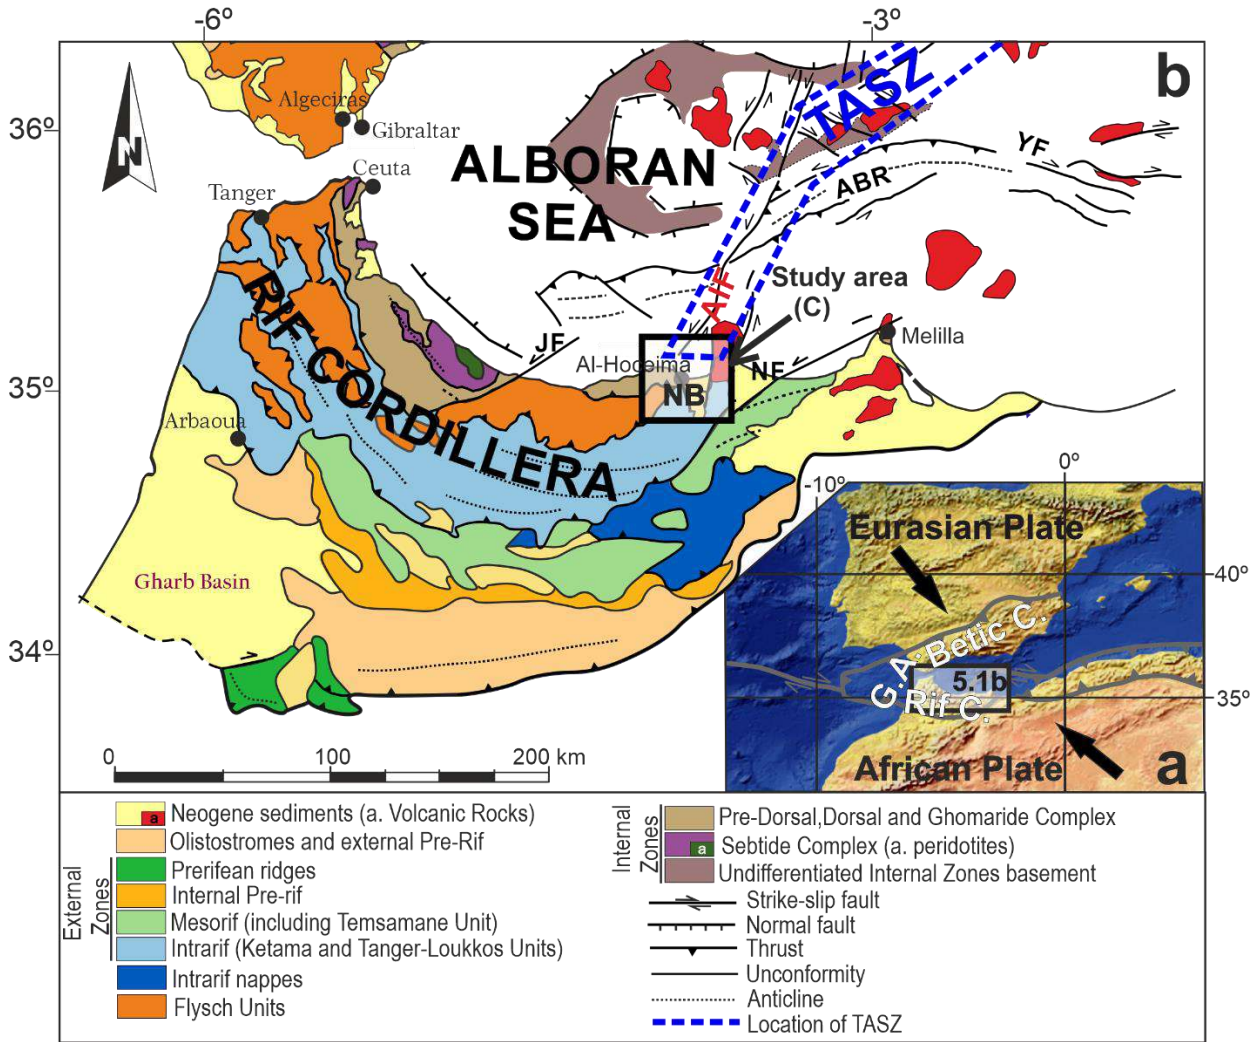 -6º
-3º
b
TASZ
Algeciras
36º
Gibraltar
YF
ALBORAN
SEA
Ceuta
ABR
Tanger
N
AIF
Study area
(C)
RIF CORDILLERA
JF
Melilla
Al-Hoceima
NF
35º
NB
Arbaoua
0º
-10º
Eurasian Plate
Gharb Basin
40º
G.A. Betic C.
34º
5.1b
35º
Rif C.
African Plate
a
0 100 200 km
a Neogene sediments (a. Volcanic Rocks)
Olistostromes and external Pre-Rif
External
Zones
Prerifean ridges
Internal Pre-rif
Mesorif (including Temsamane Unit)
Intrarif (Ketama and Tanger-Loukkos Units)
Intrarif nappes
Flysch Units
Internal
Zones
Pre-Dorsal,Dorsal and Ghomaride Complex
a Sebtide Complex (a. peridotites)
Undifferentiated Internal Zones basement
Strike-slip fault
Normal fault
Thrust
Unconformity
Anticline
Location of TASZ